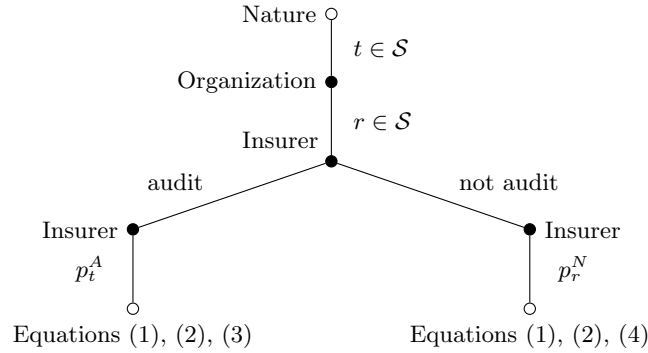 Nature
t ∈ 𝒮
Organization
r ∈ 𝒮
Insurer
audit
not audit
Insurer
Insurer
p_t^A
p_r^N
Equations (1), (2), (3)
Equations (1), (2), (4)